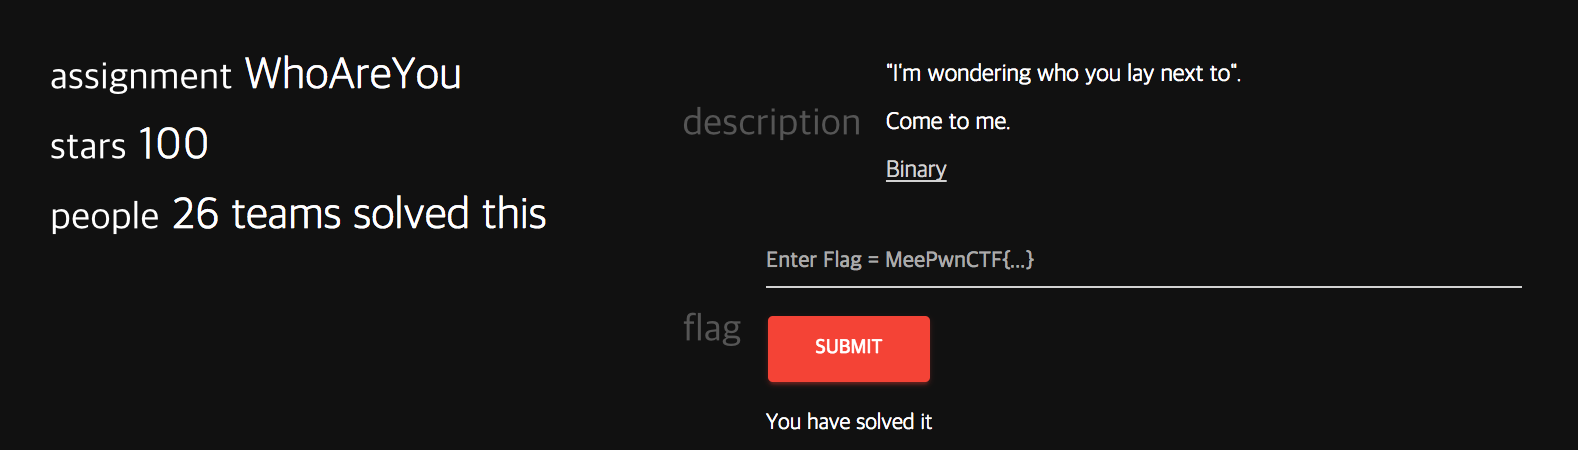 assignment WhoAreYou
stars 100
people 26 teams solved this
description
"I'm wondering who you lay next to".
Come to me.
Binary
flag
Enter Flag = MeePwnCTF{...}
SUBMIT
You have solved it